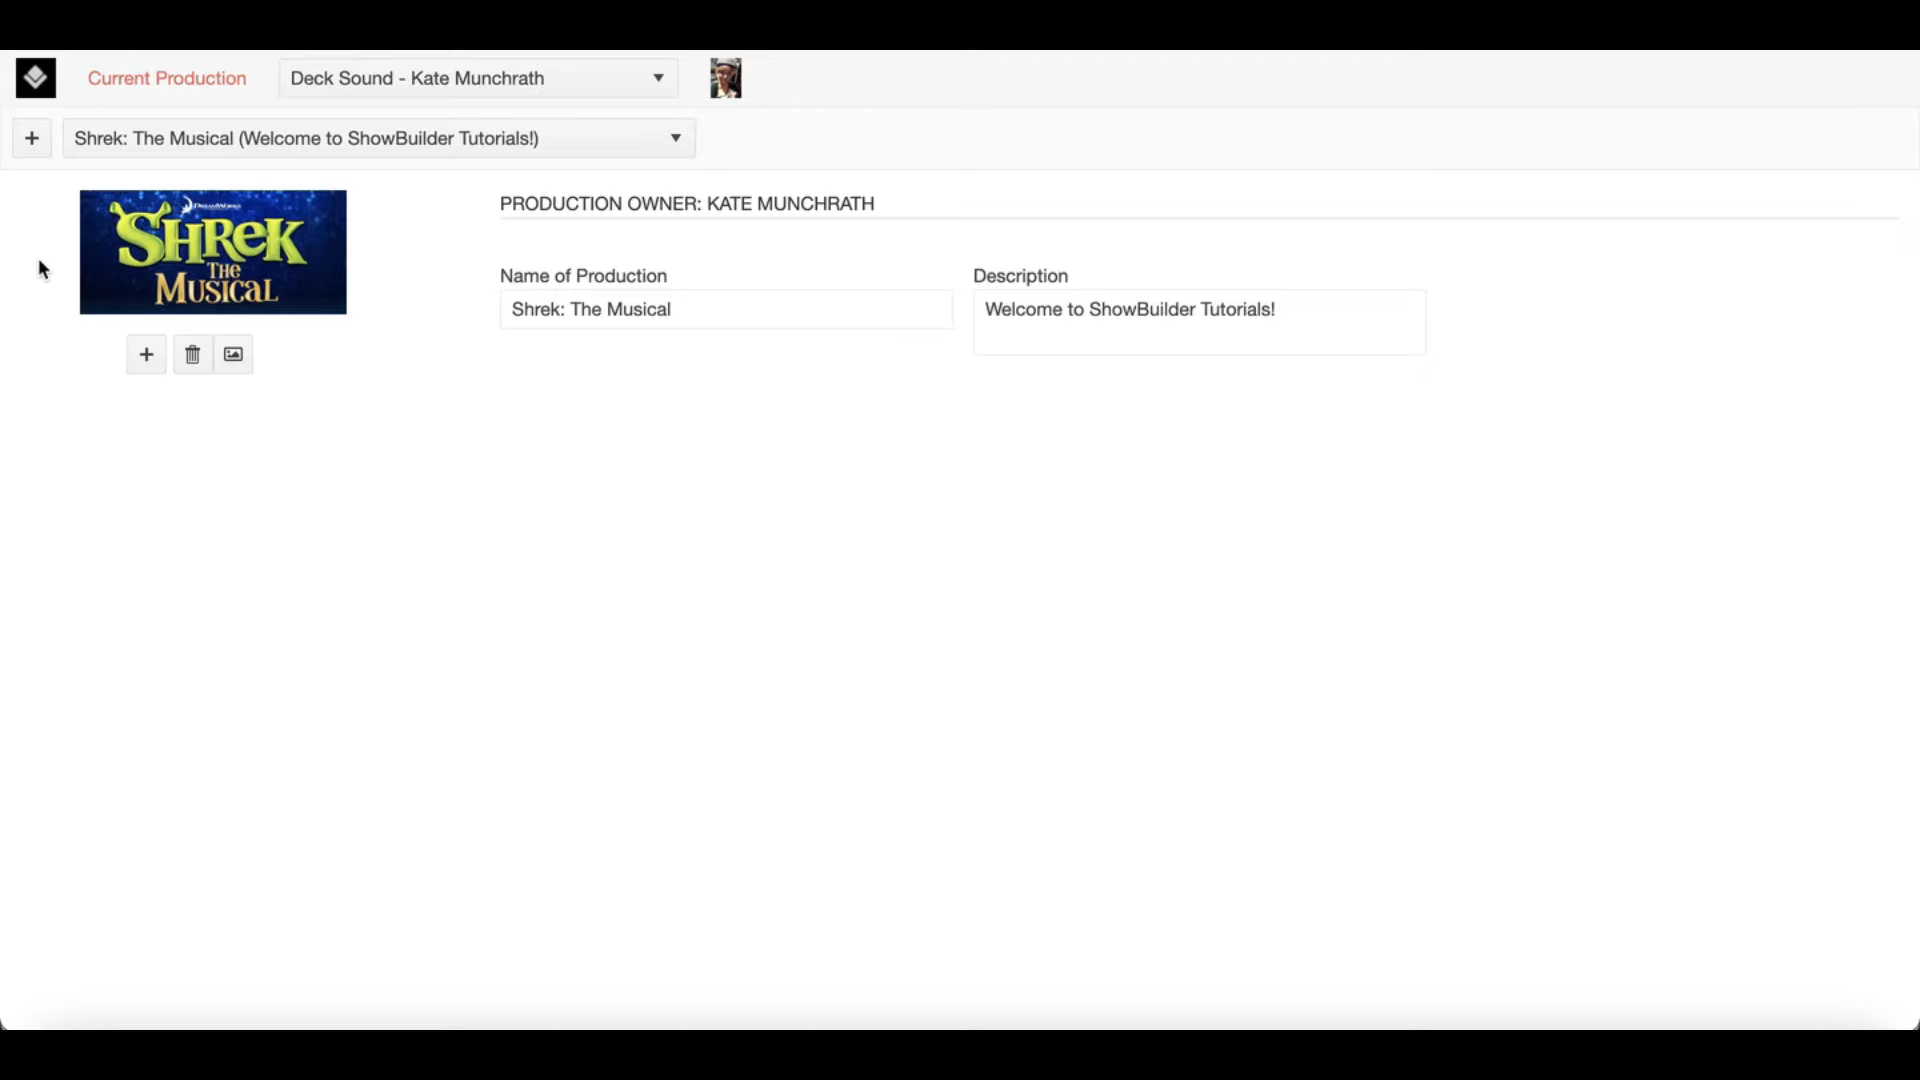 Current Production
Deck Sound - Kate Munchrath
Shrek: The Musical (Welcome to ShowBuilder Tutorials!)
DREAMWORKS
SHREK
THE
MUSICAL
PRODUCTION OWNER: KATE MUNCHRATH
Name of Production
Shrek: The Musical
Description
Welcome to ShowBuilder Tutorials!